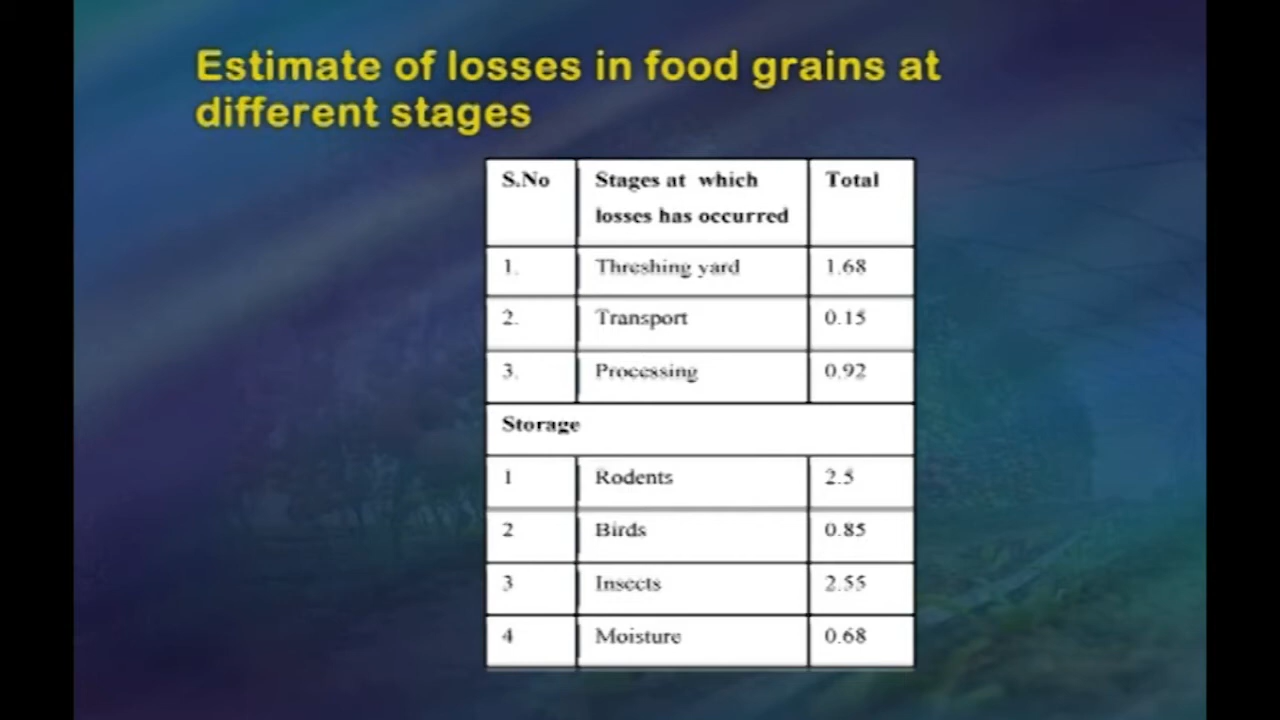 Estimate of losses in food grains at
different stages
S.No Stages at which losses has occurred Total
1. Threshing yard 1.68
2. Transport 0.15
3. Processing 0.92
Storage
1 Rodents 2.5
2 Birds 0.85
3 Insects 2.55
4 Moisture 0.68